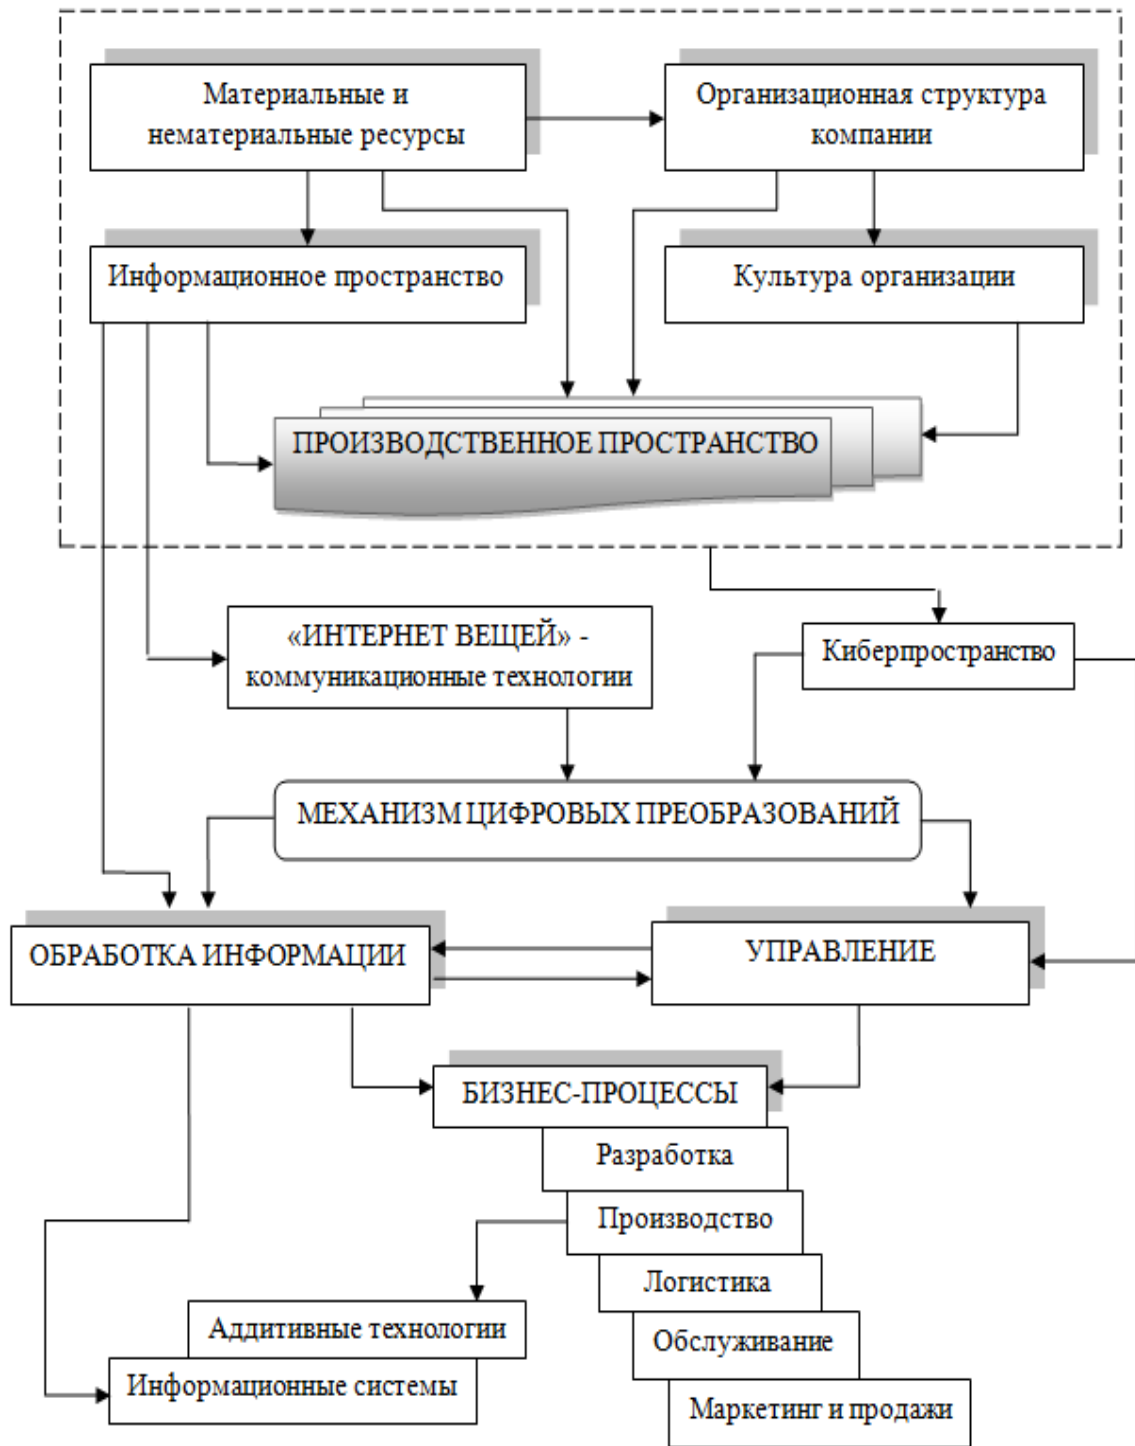 Материальные и
нематериальные ресурсы
Организационная структура
компании
Информационное пространство
Культура организации
ПРОИЗВОДСТВЕННОЕ ПРОСТРАНСТВО
«ИНТЕРНЕТ ВЕЩЕЙ» -
коммуникационные технологии
Киберпространство
МЕХАНИЗМ ЦИФРОВЫХ ПРЕОБРАЗОВАНИЙ
ОБРАБОТКА ИНФОРМАЦИИ
УПРАВЛЕНИЕ
БИЗНЕС-ПРОЦЕССЫ
Разработка
Производство
Логистика
Аддитивные технологии
Обслуживание
Информационные системы
Маркетинг и продажи